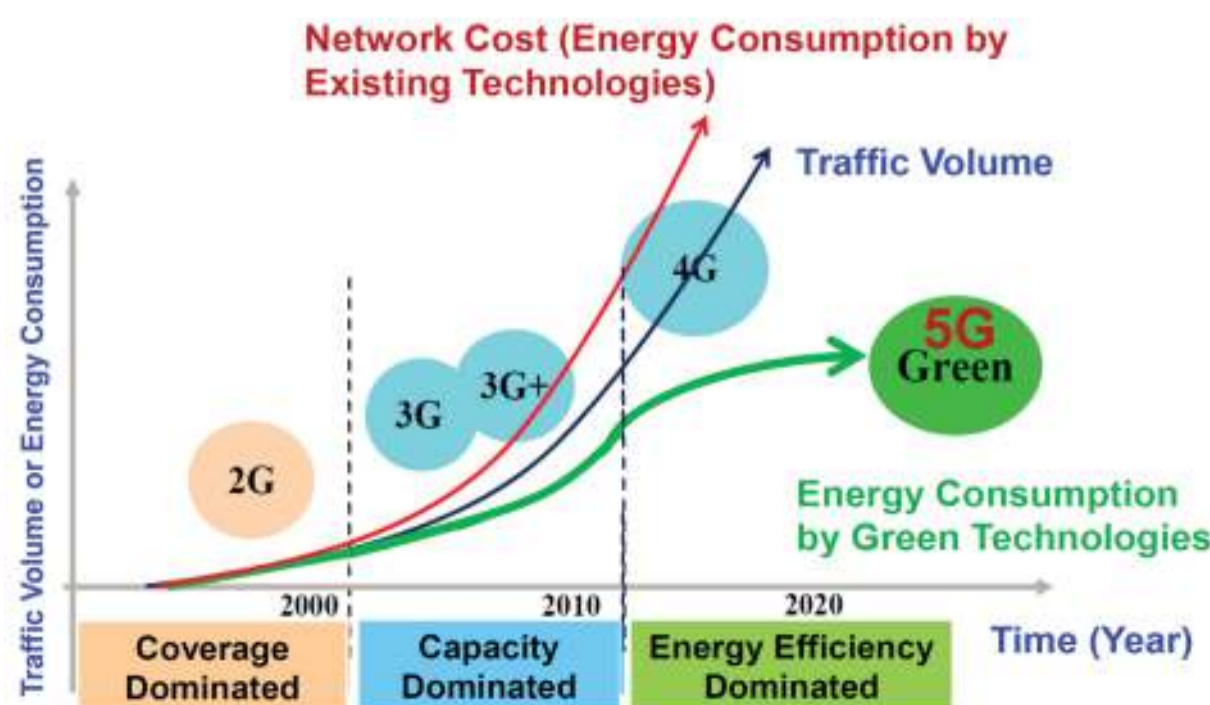 Network Cost (Energy Consumption by
Existing Technologies)
Traffic Volume
Traffic Volume or Energy Consumption
4G
5G
Green
3G
3G+
2G
Energy Consumption
by Green Technologies
2000
2010
2020
Time (Year)
Coverage
Dominated
Capacity
Dominated
Energy Efficiency
Dominated